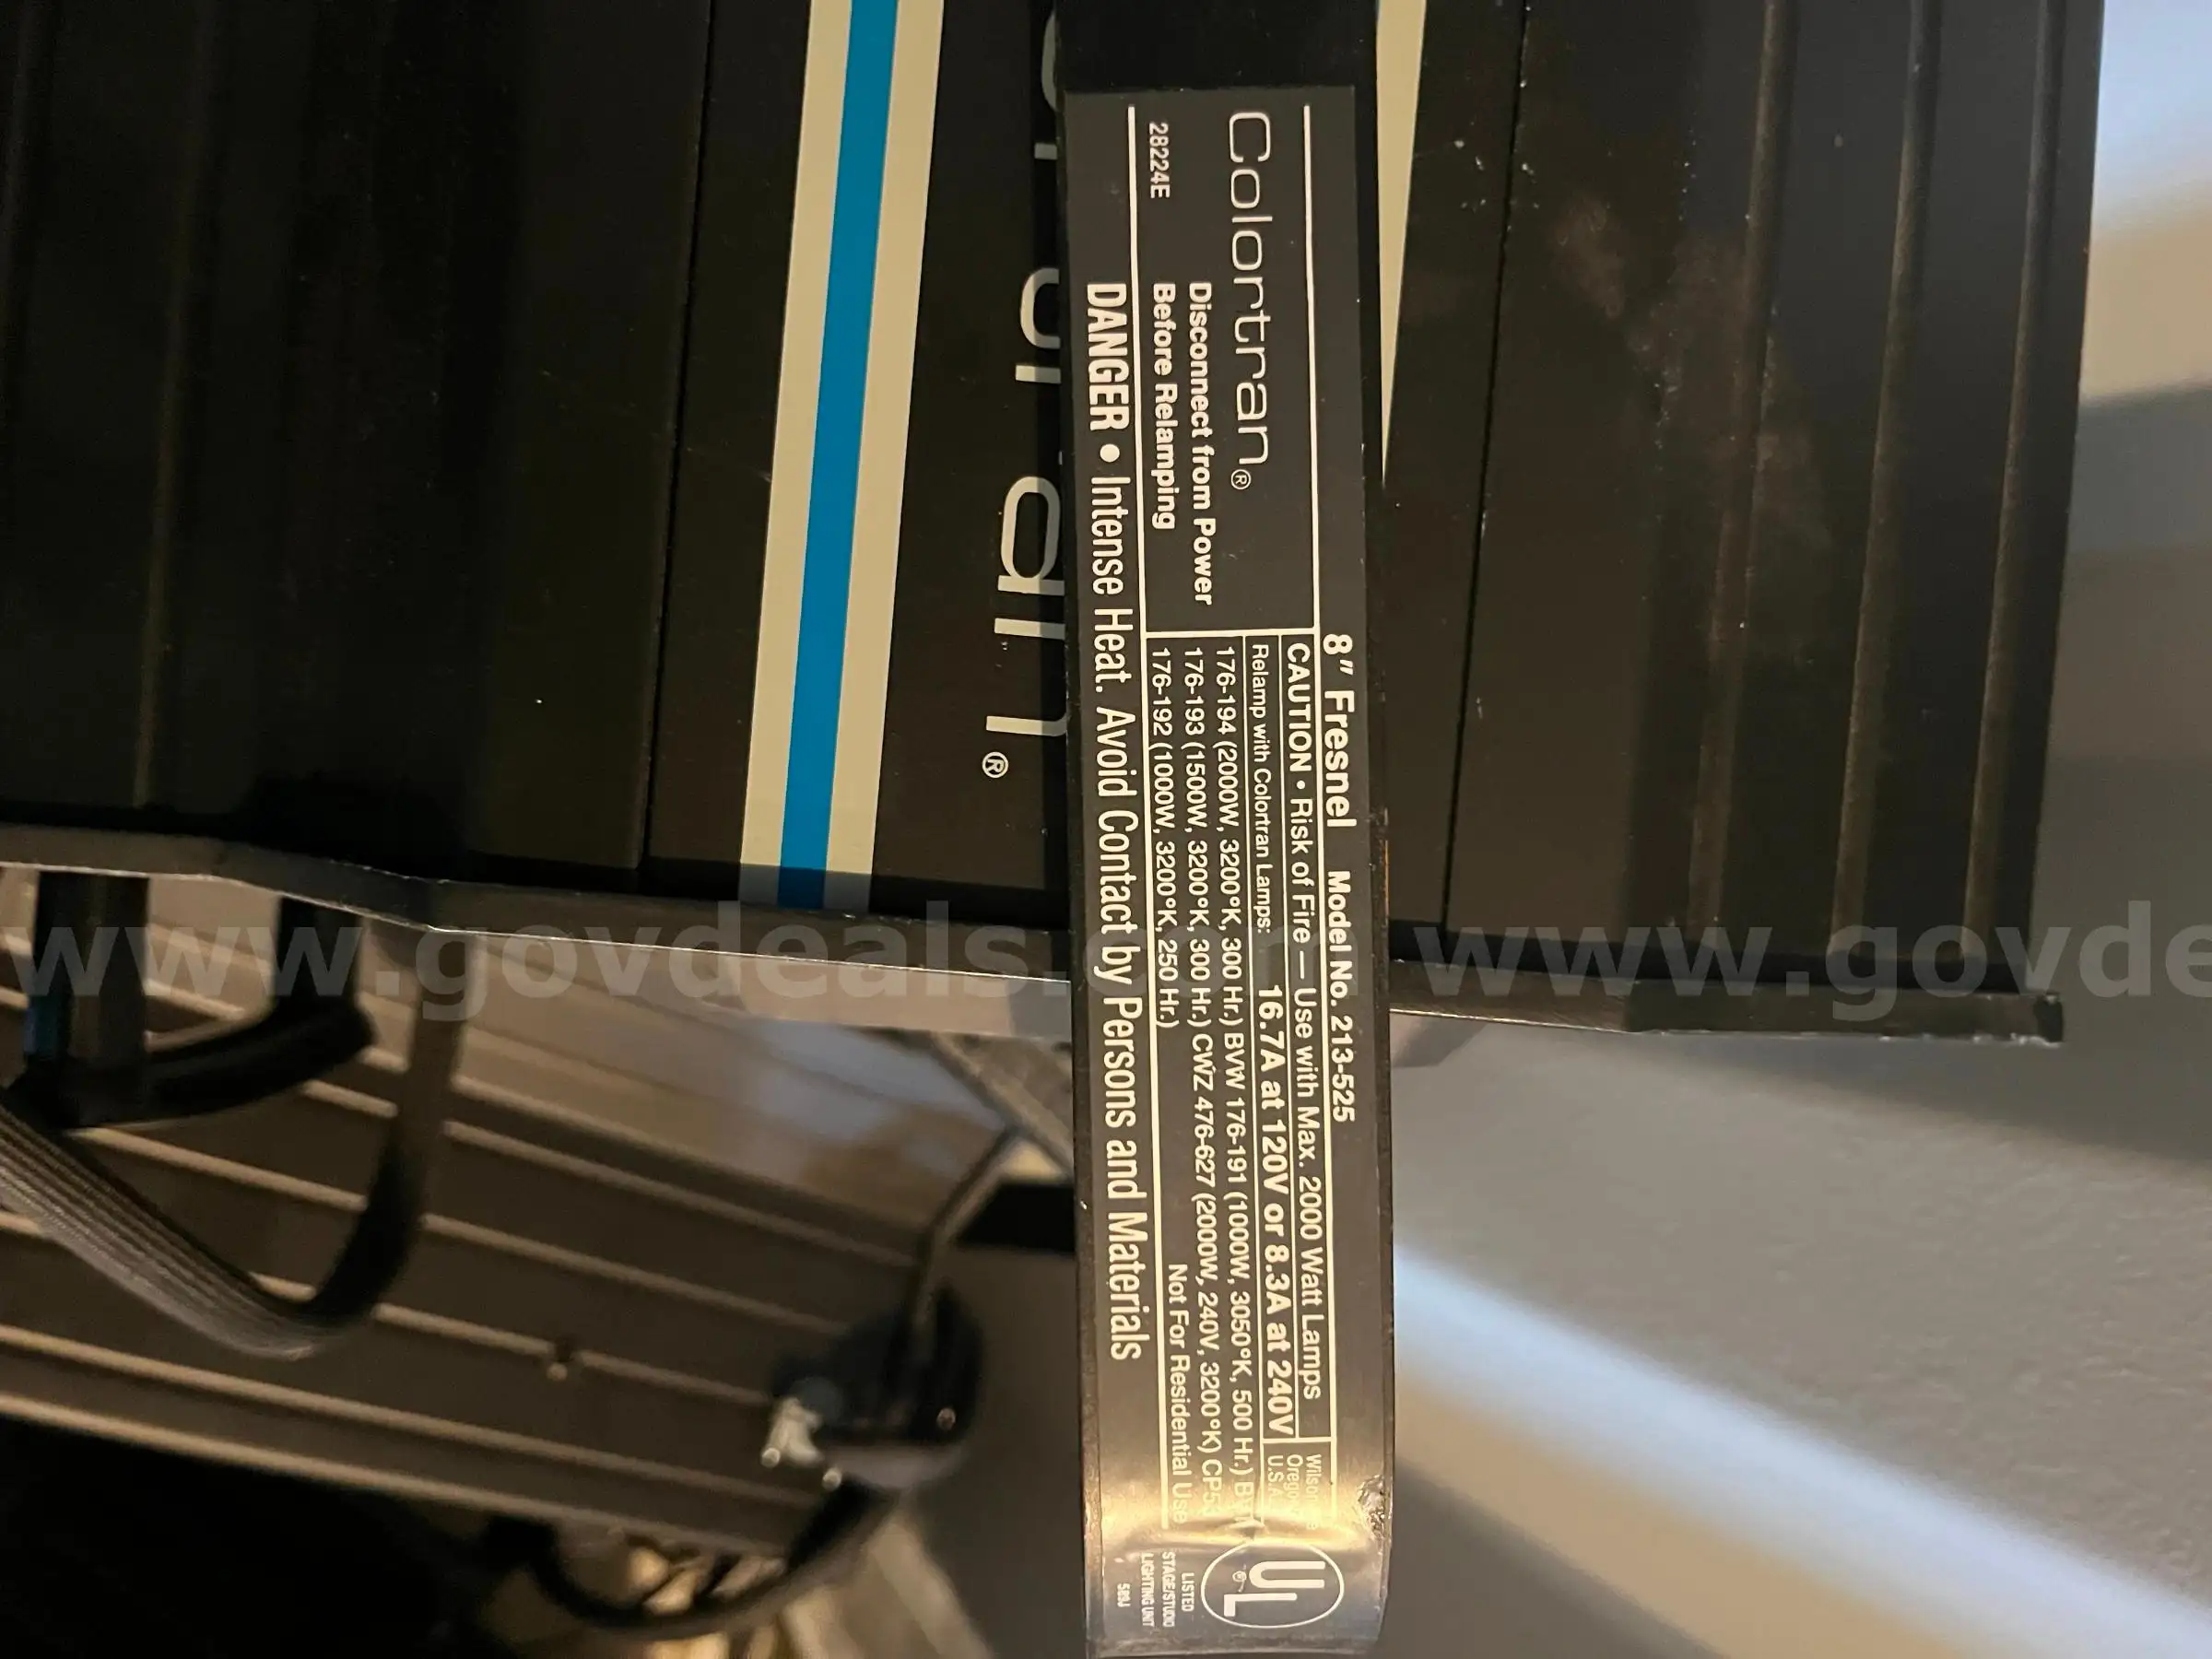 Colortran®
Disconnect from Power
Before Relamping
28224E
8" Fresnel Model No. 213-525
CAUTION • Risk of Fire — Use with Max. 2000 Watt Lamps
Relamp with Colortran Lamps: 16.7A at 120V or 8.3A at 240V
176-194 (2000W, 3200°K, 300 Hr.) BVW 176-191 (1000W, 3050°K, 500 Hr.)
176-193 (1500W, 3200°K, 300 Hr.) CWZ 476-627 (2000W, 240V, 3200°K)
176-192 (1000W, 3200°K, 250 Hr.) Not For Residential Use
U.S.A.
DANGER • Intense Heat. Avoid Contact by Persons and Materials
UL®
LISTED
STAGE/STUDIO
LIGHTING UNIT
589J
ran®
www.govdeals.com www.govde